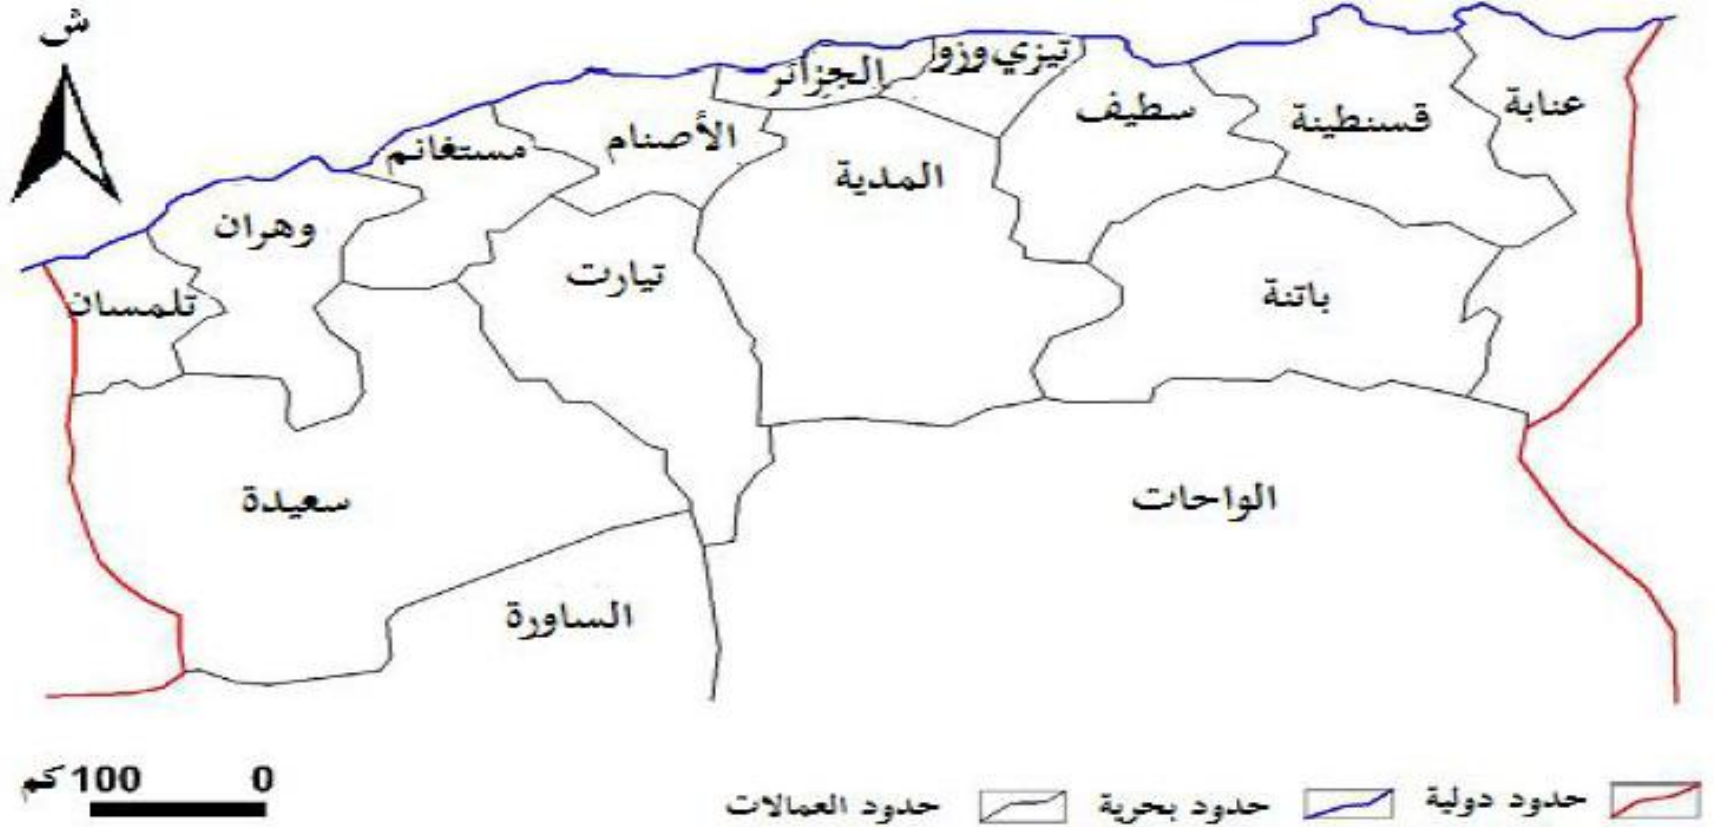 ش
تيزي وزو
الجزائر
عنابة
قسنطينة
سطيف
الأصنام
مستغانم
المدية
وهران
تيارت
باتنة
تلمسان
سعيدة
الواحات
الساورة
0 100 كم
حدود دولية حدود بحرية حدود العمالات